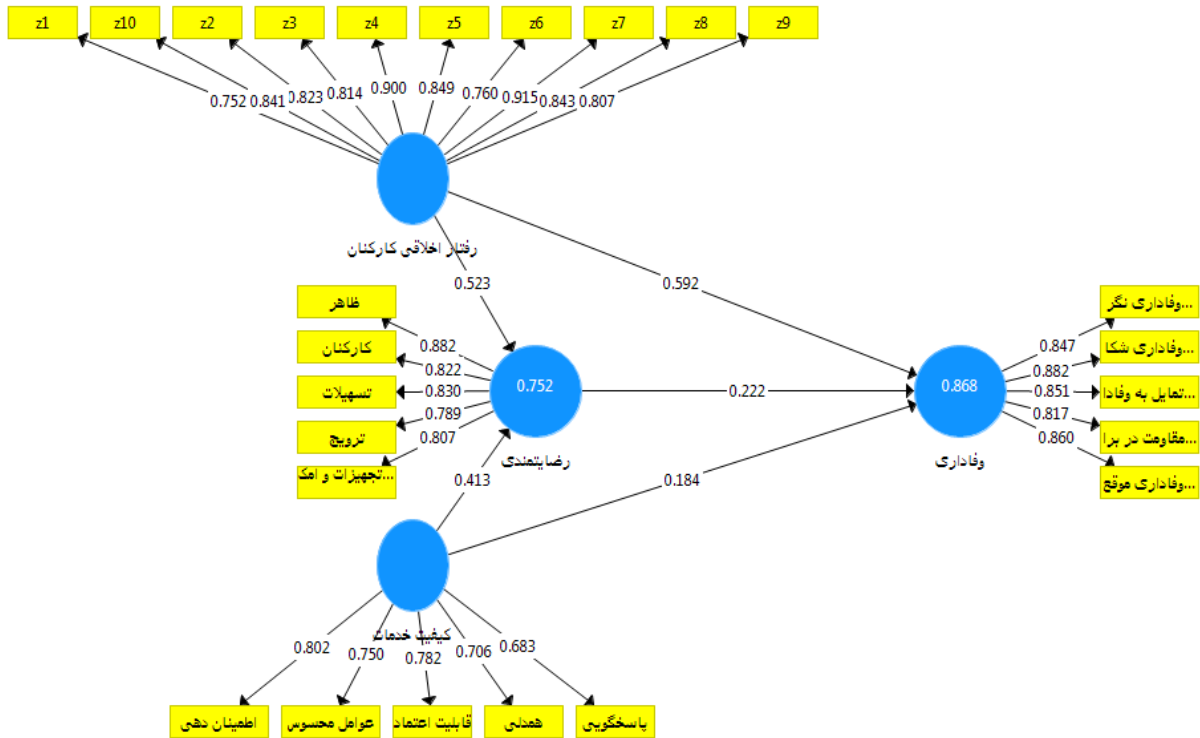 z1
z10
z2
z3
z4
z5
z6
z7
z8
z9
0.752
0.841
0.823
0.814
0.900
0.849
0.760
0.915
0.843
0.807
رفتار اخلاقی کارکنان
0.523
0.592
ظاهر
کارکنان
تسهیلات
ترویج
تجهیزات و امک...
0.882
0.822
0.830
0.789
0.807
0.752
رضایتمندی
0.222
0.868
وفاداری
0.847
0.882
0.851
0.817
0.860
وفاداری نگر...
وفاداری شکا...
تمایل به وفادا...
مقاومت در برا...
وفاداری موقع...
0.413
0.184
کیفیت خدمات
0.802
0.750
0.782
0.706
0.683
اطمینان دهی
عوامل محسوس
قابلیت اعتماد
همدلی
پاسخگویی